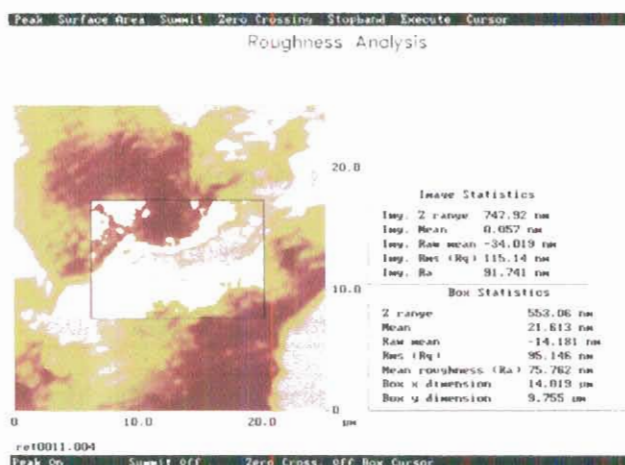 Peak Surface Area Summit Zero Crossing Stopband Execute Cursor
Roughness Analysis
20.0
10.0
0
0 10.0 20.0 µm
Image Statistics
Img. Z range 747.92 nm
Img. Mean 0.057 nm
Img. Raw mean -34.019 nm
Img. Rms (Rq) 115.14 nm
Img. Ra 91.741 nm
Box Statistics
Z range 553.06 nm
Mean 21.613 nm
Raw mean -14.181 nm
Rms (Rq) 95.146 nm
Mean roughness (Ra) 75.762 nm
Box x dimension 14.019 µm
Box y dimension 9.755 µm
ret0011.004
Peak On Summit Off Zero Cross. Off Box Cursor